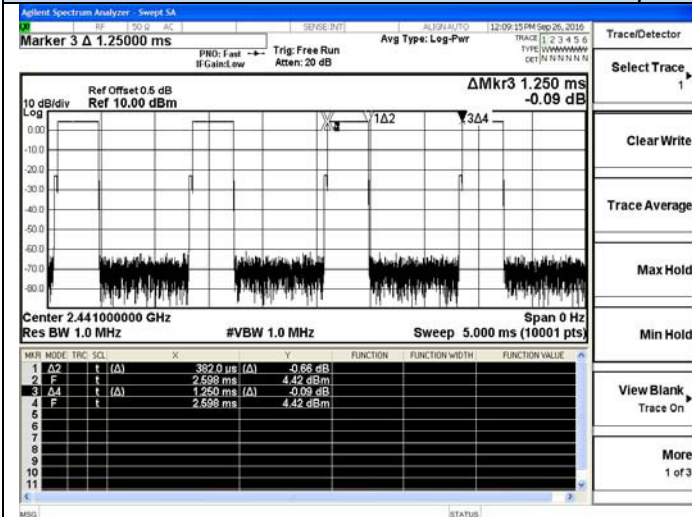 Agilent Spectrum Analyzer - Swept SA
RF 50 Ω AC SENSE:INT ALIGN AUTO 12:09:15 PM Sep 26, 2016
Marker 3 Δ 1.25000 ms
PNO: Fast
IFGain:Low
Trig: Free Run
Atten: 20 dB
Avg Type: Log-Pwr
TRACE 1 2 3 4 5 6
TYPE WWWWWW
DET N N N N N N
Trace/Detector
Select Trace
1
Clear Write
Trace Average
Max Hold
Min Hold
View Blank
Trace On
More
1 of 3
ΔMkr3 1.250 ms
-0.09 dB
Ref Offset 0.5 dB
10 dB/div Ref 10.00 dBm
Log
0.00
-10.0
-20.0
-30.0
-40.0
-50.0
-60.0
-70.0
-80.0
1Δ2
3Δ4
Center 2.441000000 GHz Span 0 Hz
Res BW 1.0 MHz #VBW 1.0 MHz Sweep 5.000 ms (10001 pts)
MKR MODE TRC SCL X Y FUNCTION FUNCTION WIDTH FUNCTION VALUE
1 Δ2 t (Δ) 382.0 us (Δ) -0.66 dB
2 F t 2.598 ms 4.42 dBm
3 Δ4 t (Δ) 1.250 ms (Δ) -0.09 dB
4 F t 2.598 ms 4.42 dBm
5
6
7
8
9
10
11
MSG STATUS